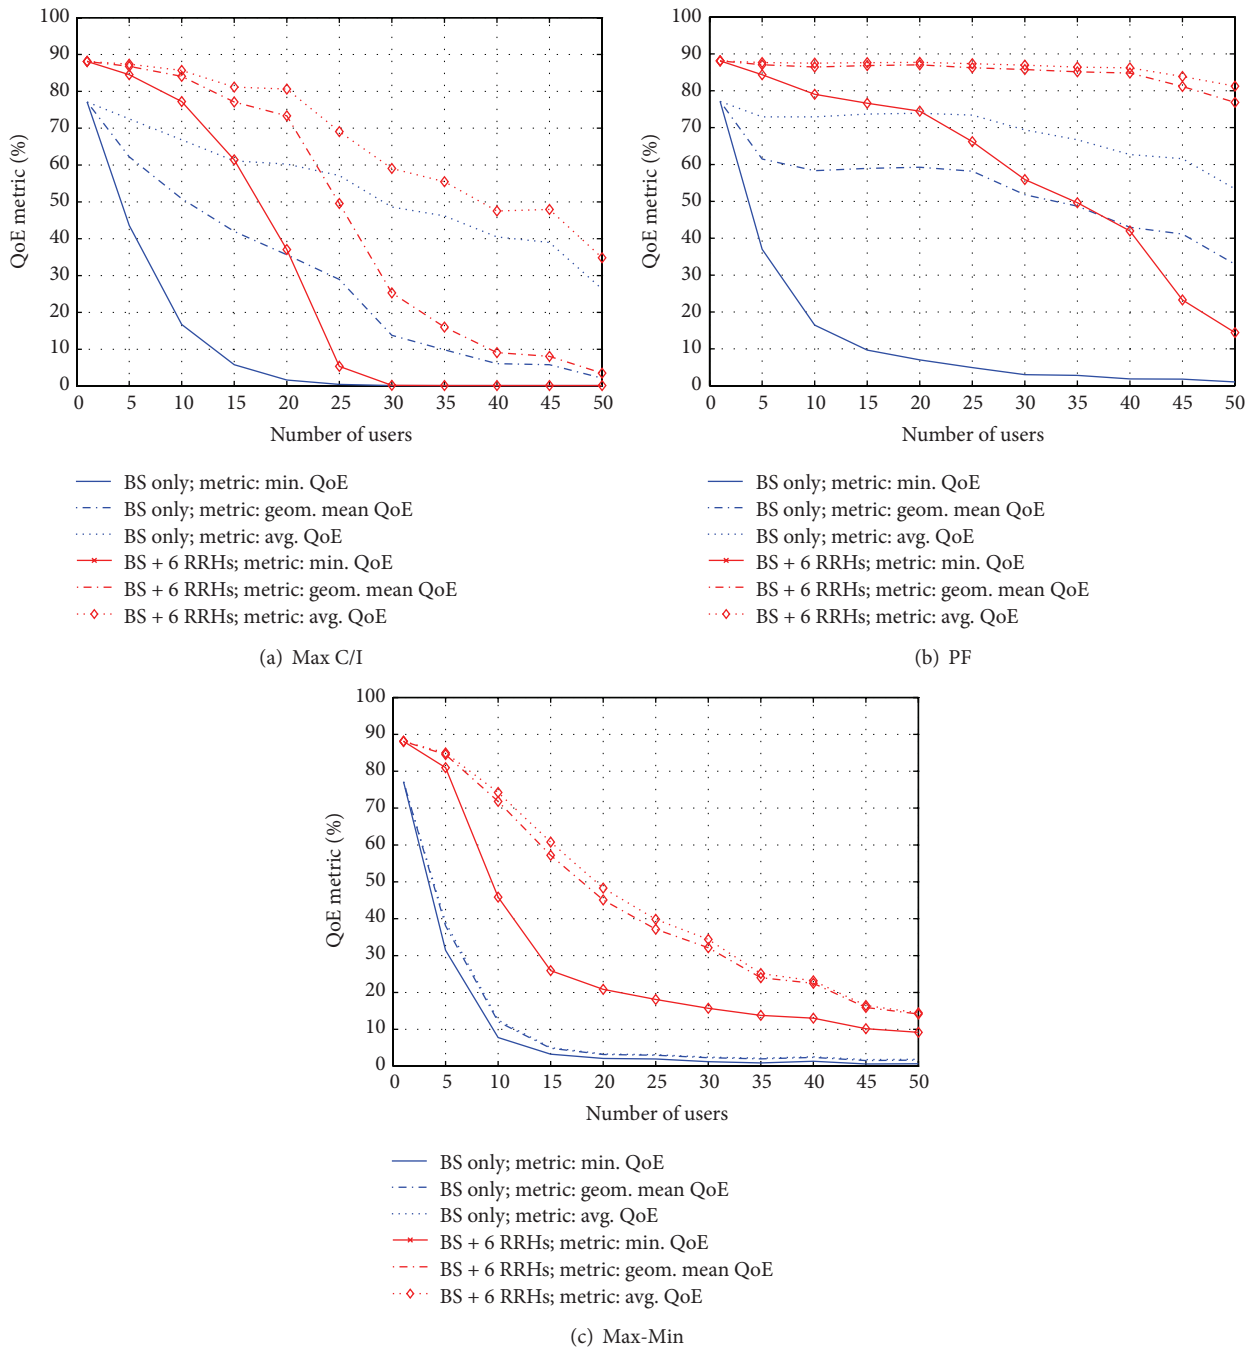 100
90
80
70
60
50
40
30
20
10
0
QoE metric (%)
0 5 10 15 20 25 30 35 40 45 50
Number of users
BS only; metric: min. QoE
BS only; metric: geom. mean QoE
BS only; metric: avg. QoE
BS + 6 RRHs; metric: min. QoE
BS + 6 RRHs; metric: geom. mean QoE
BS + 6 RRHs; metric: avg. QoE
(a) Max C/I
100
90
80
70
60
50
40
30
20
10
0
QoE metric (%)
0 5 10 15 20 25 30 35 40 45 50
Number of users
BS only; metric: min. QoE
BS only; metric: geom. mean QoE
BS only; metric: avg. QoE
BS + 6 RRHs; metric: min. QoE
BS + 6 RRHs; metric: geom. mean QoE
BS + 6 RRHs; metric: avg. QoE
(b) PF
100
90
80
70
60
50
40
30
20
10
0
QoE metric (%)
0 5 10 15 20 25 30 35 40 45 50
Number of users
BS only; metric: min. QoE
BS only; metric: geom. mean QoE
BS only; metric: avg. QoE
BS + 6 RRHs; metric: min. QoE
BS + 6 RRHs; metric: geom. mean QoE
BS + 6 RRHs; metric: avg. QoE
(c) Max-Min